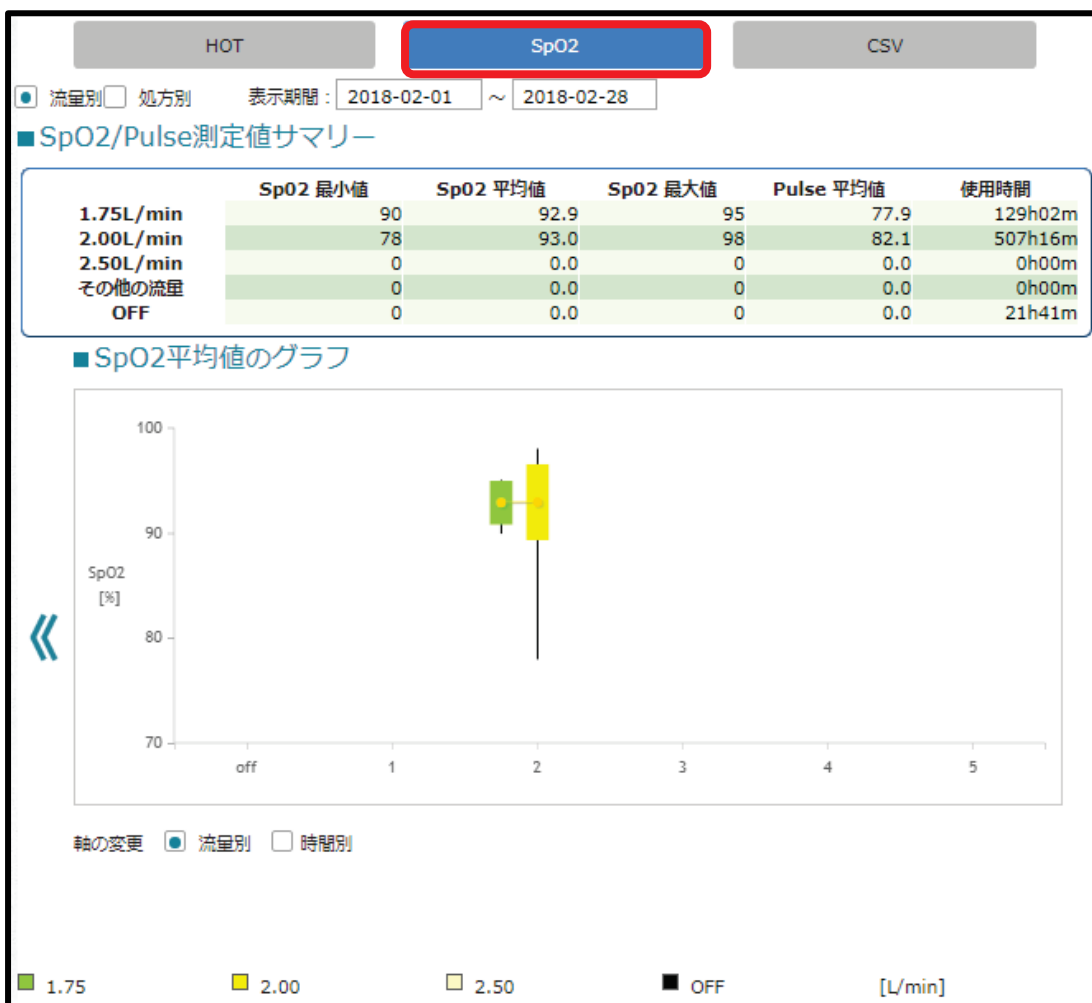 HOT SpO2 CSV
流量別 処方別 表示期間 : 2018-02-01 ～ 2018-02-28
■SpO2/Pulse測定値サマリー
Sp02 最小値 Sp02 平均値 Sp02 最大値 Pulse 平均値 使用時間
1.75L/min 90 92.9 95 77.9 129h02m
2.00L/min 78 93.0 98 82.1 507h16m
2.50L/min 0 0.0 0 0.0 0h00m
その他の流量 0 0.0 0 0.0 0h00m
OFF 0 0.0 0 0.0 21h41m
■SpO2平均値のグラフ
100
90
SpO2
[%]
80
70
off 1 2 3 4 5
軸の変更 流量別 時間別
1.75 2.00 2.50 OFF [L/min]